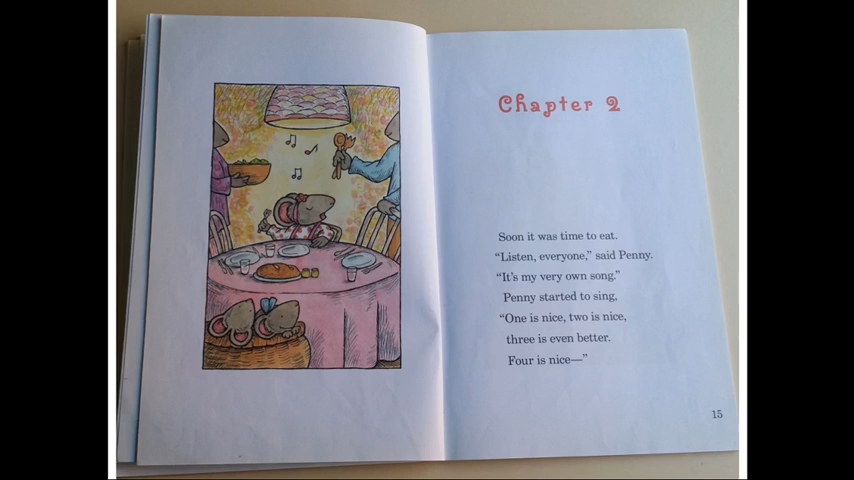 Chapter 2
Soon it was time to eat.
“Listen, everyone,” said Penny.
“It’s my very own song.”
Penny started to sing,
“One is nice, two is nice,
three is even better.
Four is nice—”
15